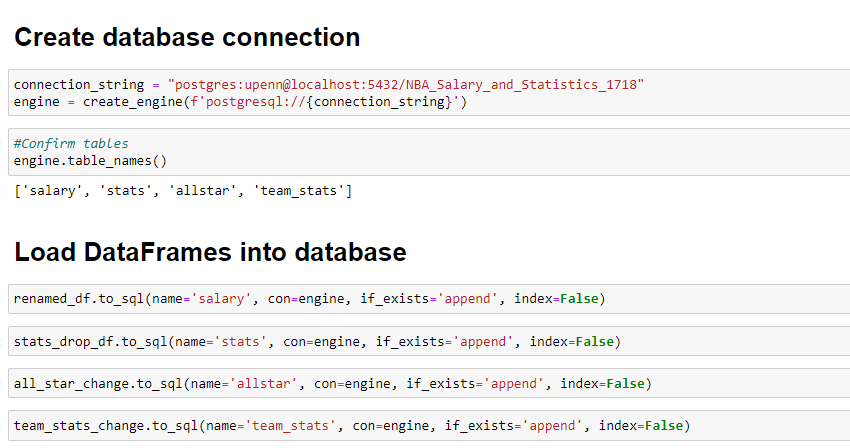 Create database connection
connection_string = "postgres:upenn@localhost:5432/NBA_Salary_and_Statistics_1718"
engine = create_engine(f'postgresql://{connection_string}')
#Confirm tables
engine.table_names()
['salary', 'stats', 'allstar', 'team_stats']
Load DataFrames into database
renamed_df.to_sql(name='salary', con=engine, if_exists='append', index=False)
stats_drop_df.to_sql(name='stats', con=engine, if_exists='append', index=False)
all_star_change.to_sql(name='allstar', con=engine, if_exists='append', index=False)
team_stats_change.to_sql(name='team_stats', con=engine, if_exists='append', index=False)